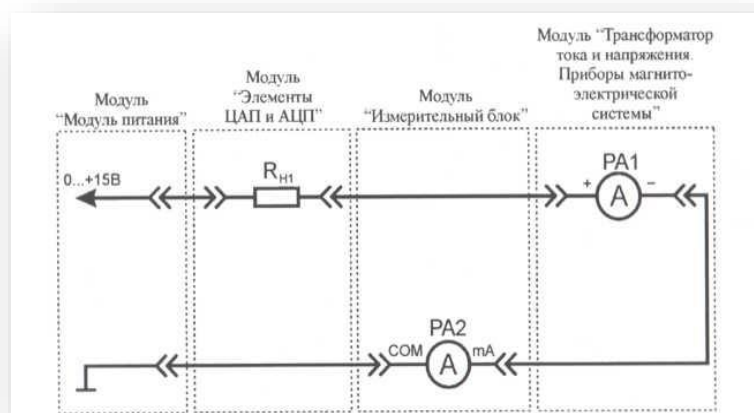 Модуль
“Модуль питания”
Модуль
“Элементы
ЦАП и АЦП”
Модуль
“Измерительный блок”
Модуль “Трансформатор
тока и напряжения.
Приборы магнито-
электрической
системы”
0...+15В
RН1
PA1
+ A −
PA2
COM A mA